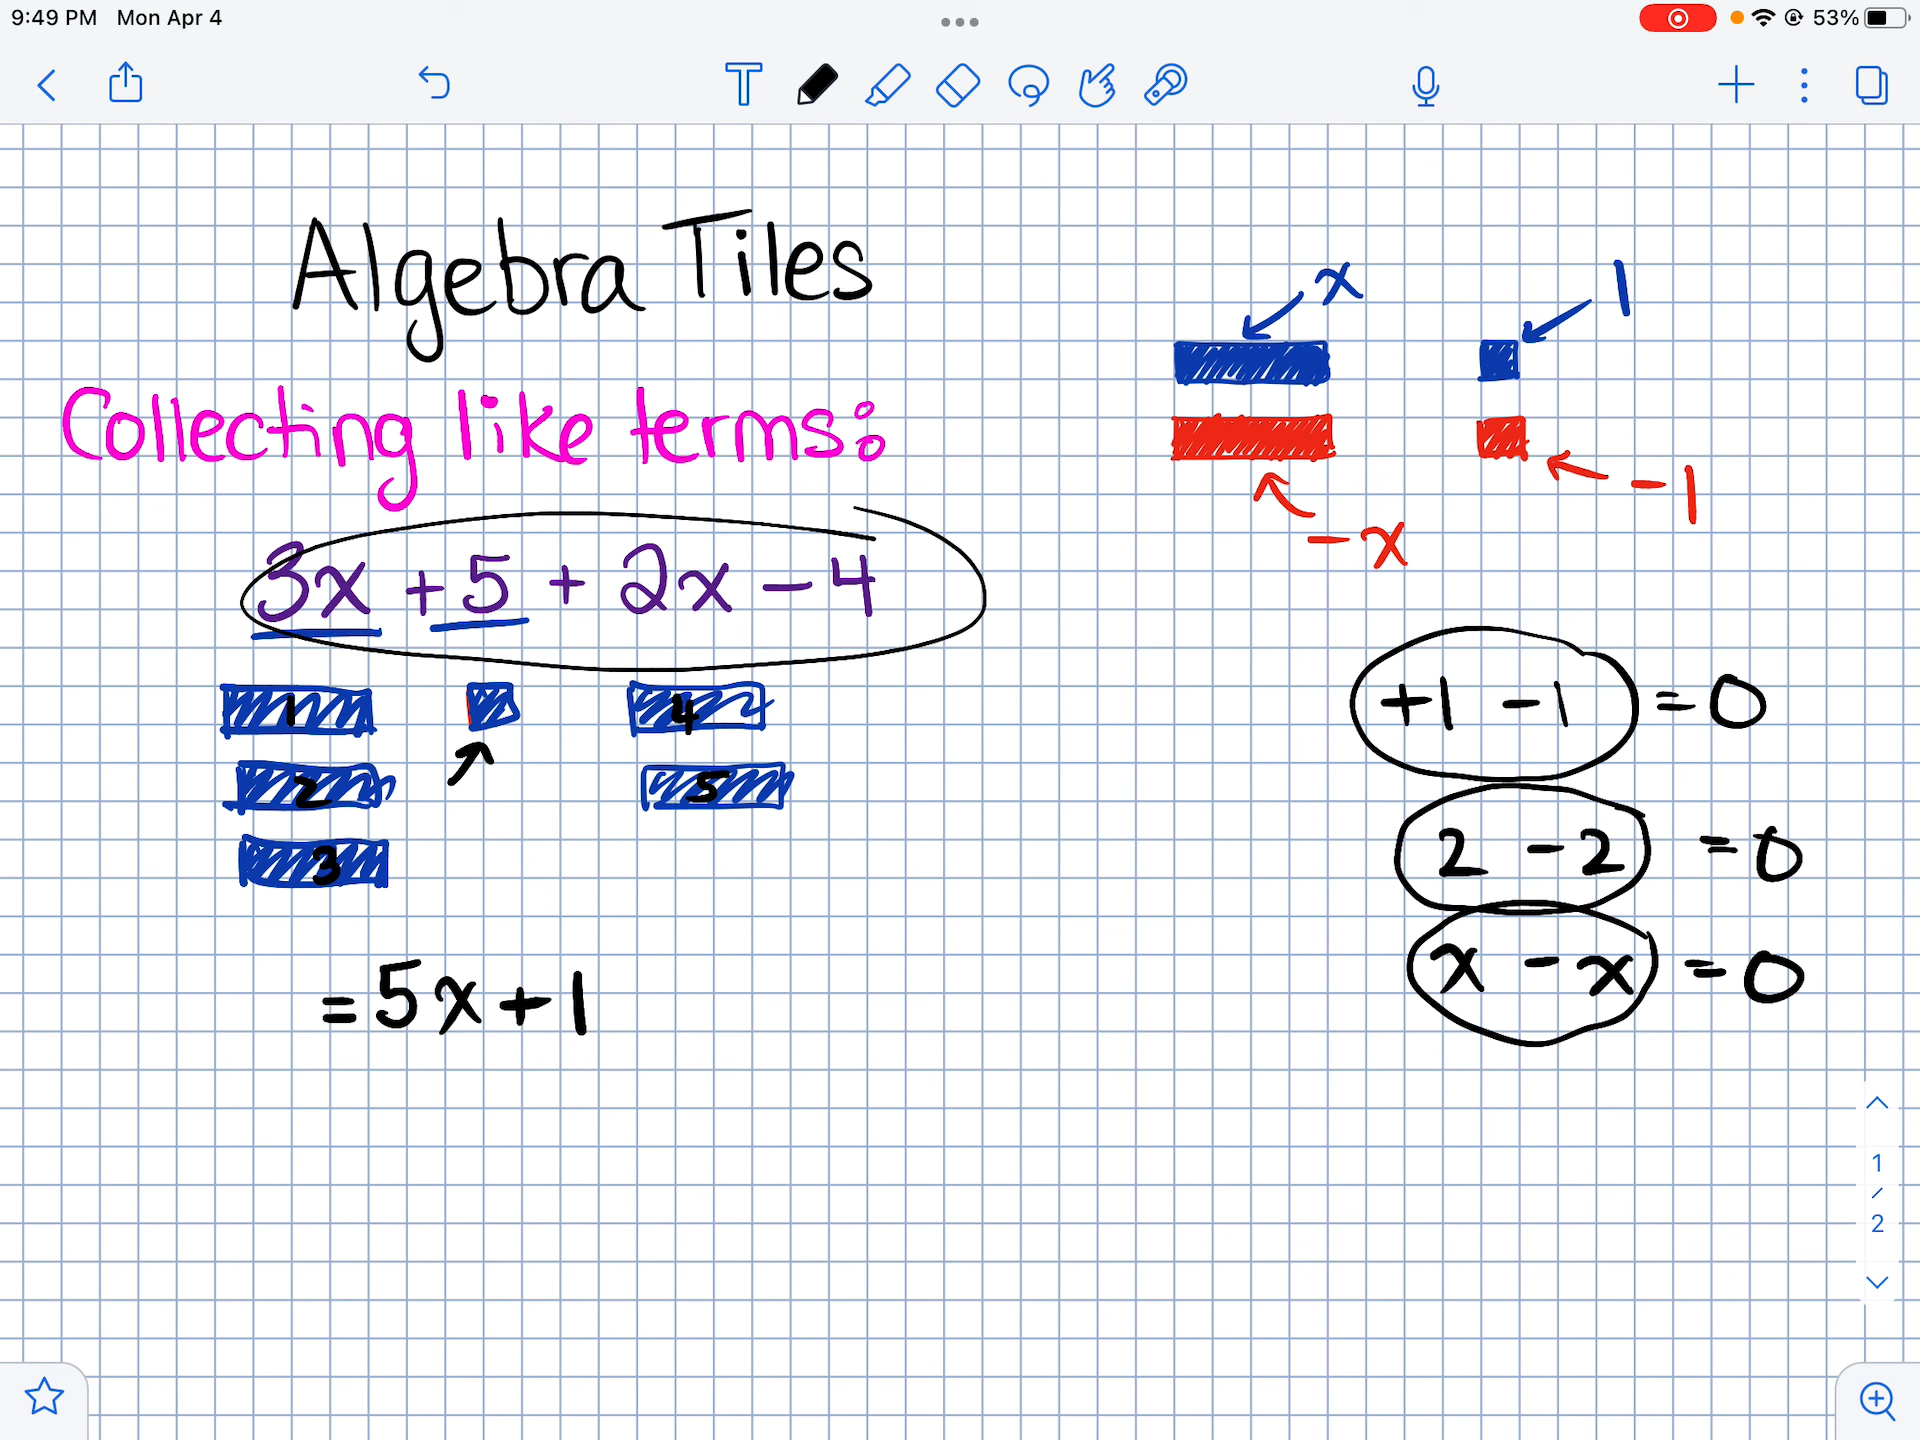 9:49 PM Mon Apr 4
53%
T
Algebra Tiles
x
1
Collecting like terms:
-1
-x
3x + 5 + 2x - 4
+1 -1 = 0
1
4
2
5
2 - 2 = 0
3
x - x = 0
= 5x + 1
1
/
2